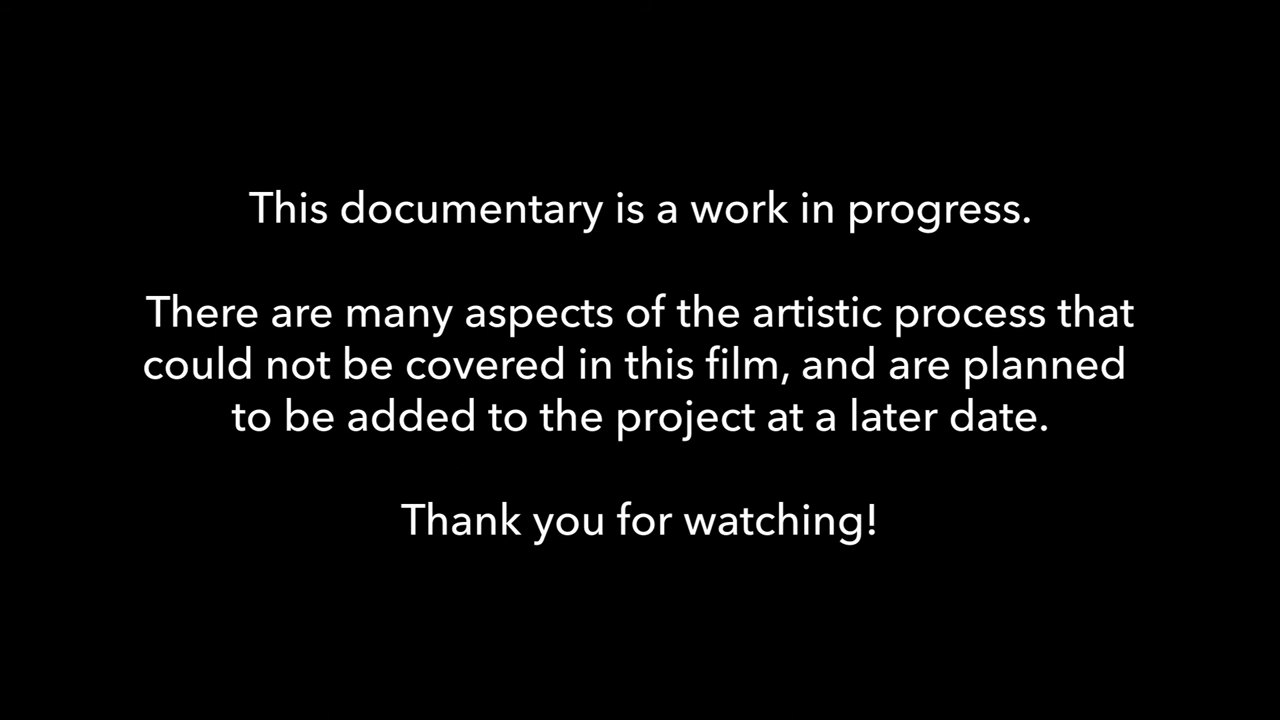 This documentary is a work in progress.
There are many aspects of the artistic process that
could not be covered in this film, and are planned
to be added to the project at a later date.
Thank you for watching!